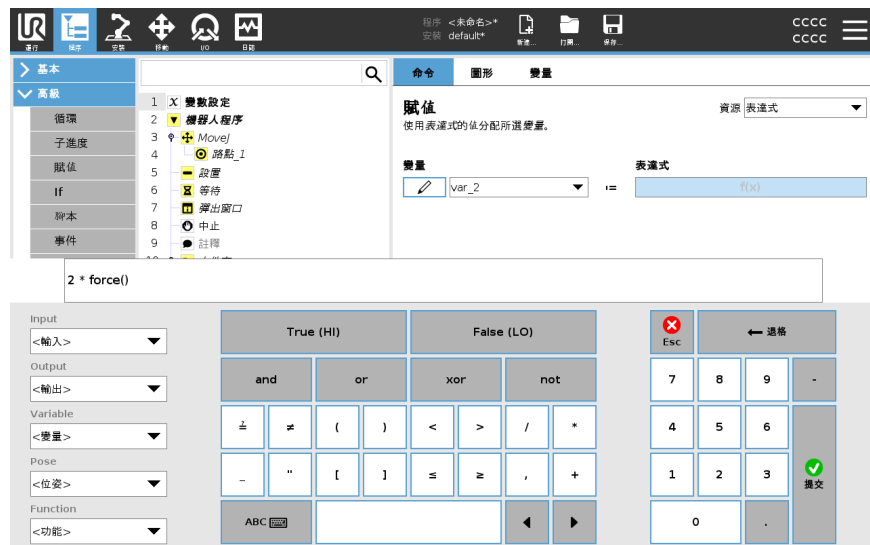 程序 <未命名>*
安裝 default*
cccc
cccc
運行
程序
安裝
移動
I/O
日誌
新建...
打開...
保存...
基本
高級
循環
子進度
賦值
If
腳本
事件
1 X 變數設定
2 機器人程序
3 MoveJ
4 路點_1
5 設置
6 等待
7 彈出窗口
8 中止
9 註釋
命令 圖形 變量
賦值
資源 表達式
使用表達式的值分配所選變量。
變量 表達式
var_2 := f(x)
2 * force()
Input
<輸入>
Output
<輸出>
Variable
<變量>
Pose
<位姿>
Function
<功能>
True (HI) False (LO)
and or xor not
≟ ≠ ( ) < > / *
_ " [ ] ≤ ≥ , +
ABC
Esc 退格
7 8 9 -
4 5 6
1 2 3 提交
0 .